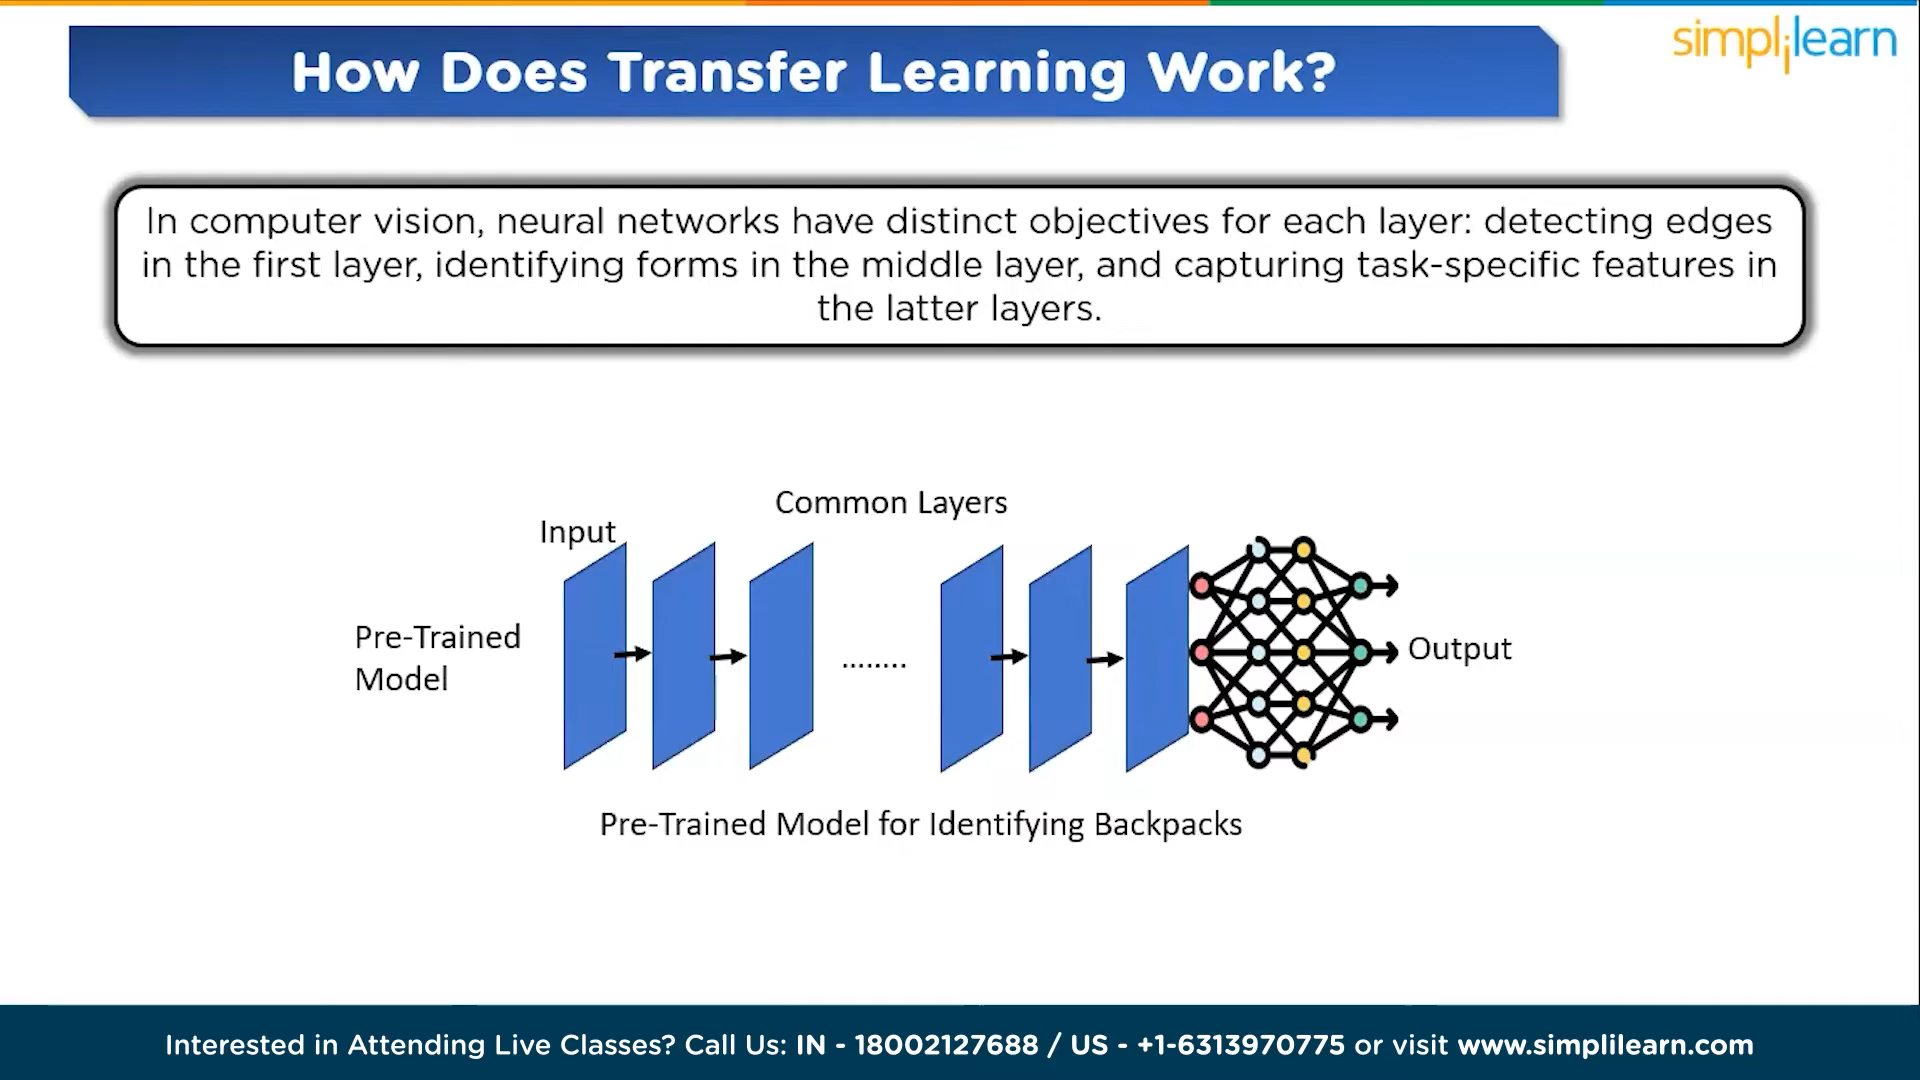 How Does Transfer Learning Work?
simplilearn
In computer vision, neural networks have distinct objectives for each layer: detecting edges
in the first layer, identifying forms in the middle layer, and capturing task-specific features in
the latter layers.
Common Layers
Input
Pre-Trained
Model
........
Output
Pre-Trained Model for Identifying Backpacks
Interested in Attending Live Classes? Call Us: IN - 18002127688 / US - +1-6313970775 or visit www.simplilearn.com